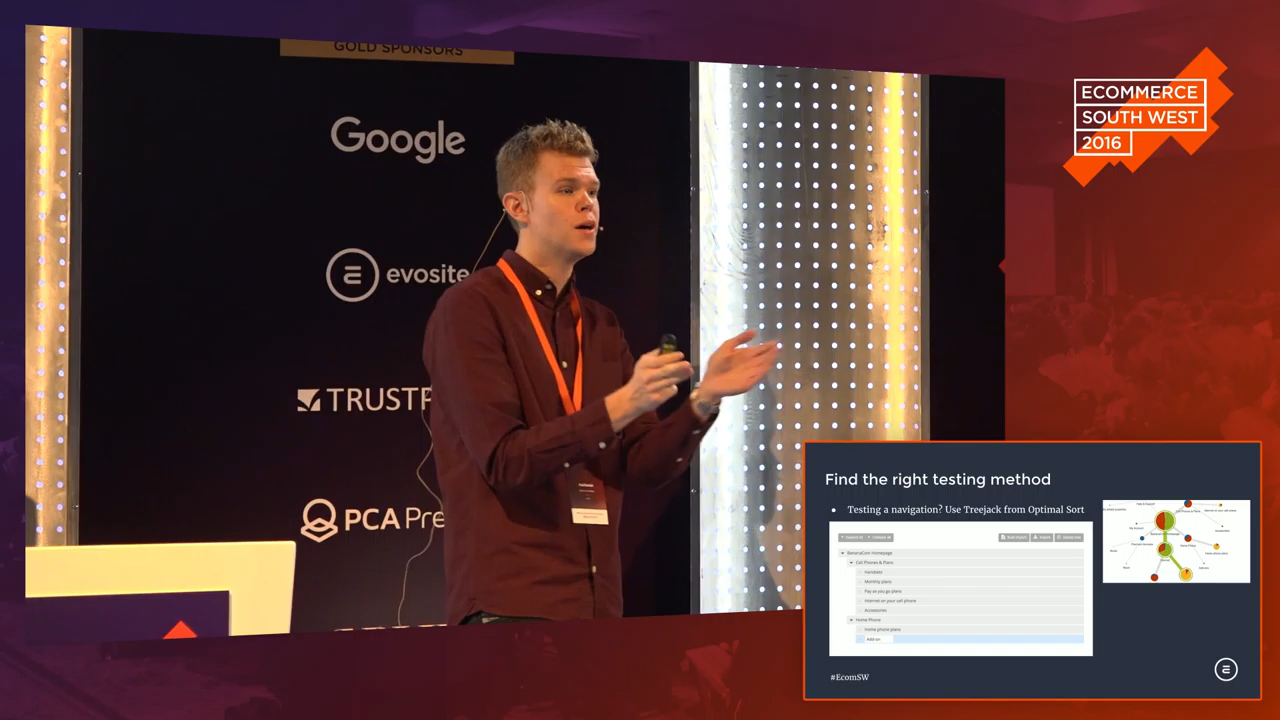 GOLD SPONSORS
Google
evosite
TRUSTP
PCA Pre
ECOMMERCE
SOUTH WEST
2016
Find the right testing method
• Testing a navigation? Use Treejack from Optimal Sort
BananaCom Homepage
Cell Phones & Plans
Handsets
Monthly plans
Pay as you go plans
Internet on your cell phone
Accessories
Home Phone
Home phone plans
Add-on
#EcomSW